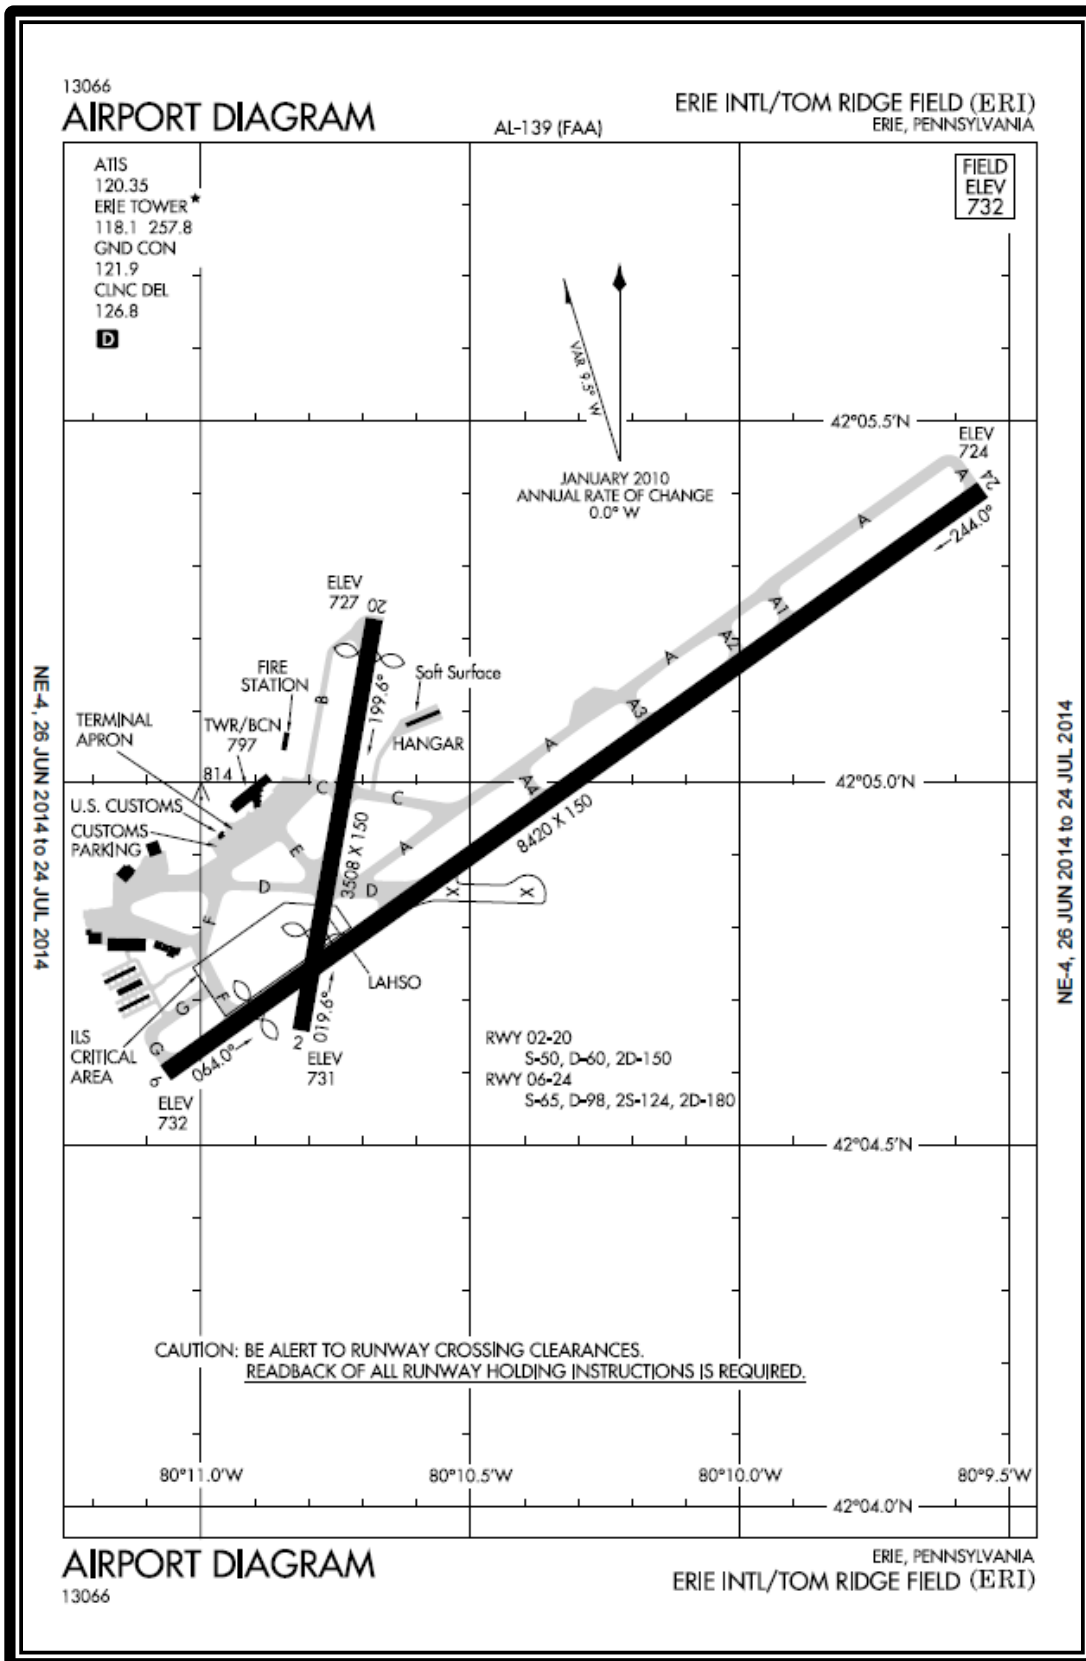 13066
AIRPORT DIAGRAM
AL-139 (FAA)
ERIE INTL/TOM RIDGE FIELD (ERI)
ERIE, PENNSYLVANIA
ATIS
120.35
ERIE TOWER★
118.1 257.8
GND CON
121.9
CLNC DEL
126.8
D
FIELD
ELEV
732
VAR 9.5° W
JANUARY 2010
ANNUAL RATE OF CHANGE
0.0° W
42°05.5'N
ELEV
724
24
A
244.0°
A
A1
A2
A
A3
A
A4
8420 X 150
ELEV
727
20
199.6°
B
Soft Surface
HANGAR
FIRE
STATION
TWR/BCN
797
TERMINAL
APRON
814
U.S. CUSTOMS
CUSTOMS
PARKING
42°05.0'N
C
C
E
A
3508 X 150
D
D
X
X
F
LAHSO
F
G
G
019.6°
064.0°
2
6
ILS
CRITICAL
AREA
ELEV
731
ELEV
732
RWY 02-20
S-50, D-60, 2D-150
RWY 06-24
S-65, D-98, 2S-124, 2D-180
42°04.5'N
CAUTION: BE ALERT TO RUNWAY CROSSING CLEARANCES.
READBACK OF ALL RUNWAY HOLDING INSTRUCTIONS IS REQUIRED.
80°11.0'W
80°10.5'W
80°10.0'W
80°9.5'W
42°04.0'N
NE-4, 26 JUN 2014 to 24 JUL 2014
NE-4, 26 JUN 2014 to 24 JUL 2014
AIRPORT DIAGRAM
13066
ERIE, PENNSYLVANIA
ERIE INTL/TOM RIDGE FIELD (ERI)